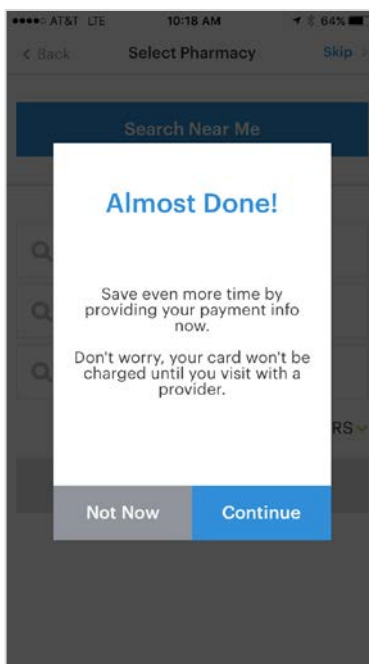 AT&T LTE 10:18 AM 64%
< Back Select Pharmacy Skip >
Search Near Me
Almost Done!
Save even more time by
providing your payment info
now.
Don't worry, your card won't be
charged until you visit with a
provider.
RS
Not Now Continue